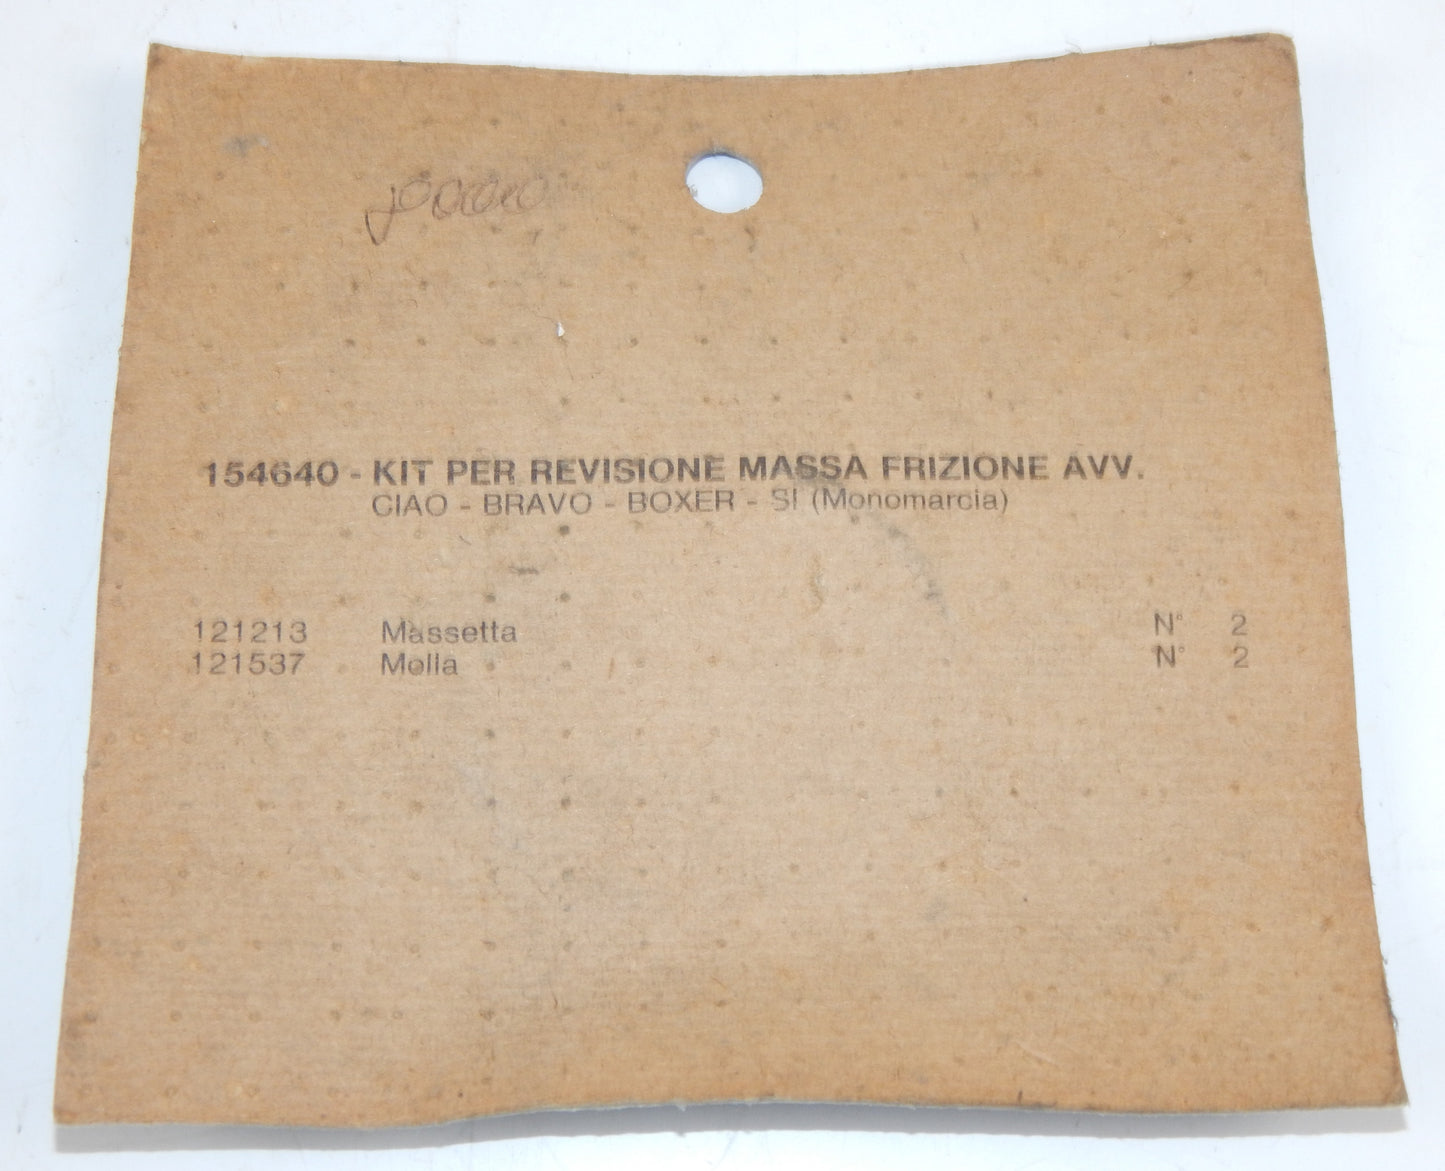 154640 - KIT PER REVISIONE MASSA FRIZIONE AVV.
CIAO - BRAVO - BOXER - SI (Monomarcia)
121213 Massetta N° 2
121537 Molla N° 2